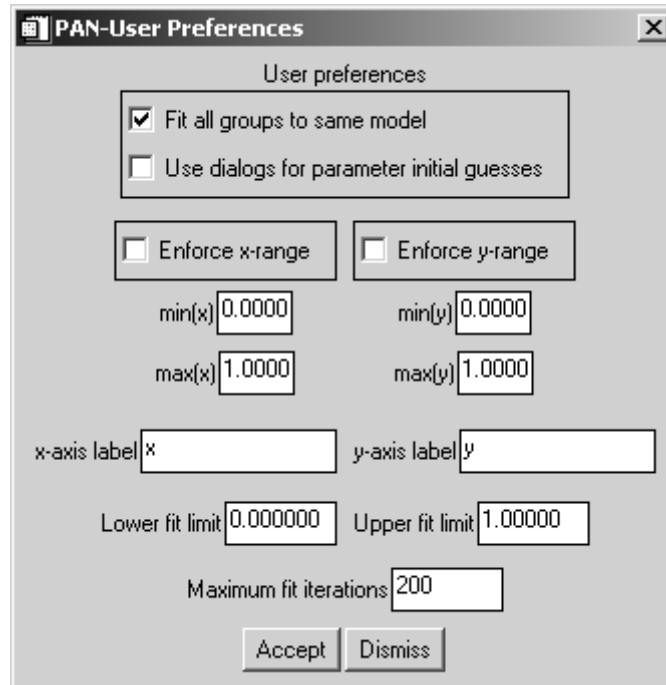 PAN-User Preferences
User preferences
Fit all groups to same model
Use dialogs for parameter initial guesses
Enforce x-range Enforce y-range
min(x) 0.0000 min(y) 0.0000
max(x) 1.0000 max(y) 1.0000
x-axis label x y-axis label y
Lower fit limit 0.000000 Upper fit limit 1.00000
Maximum fit iterations 200
Accept Dismiss